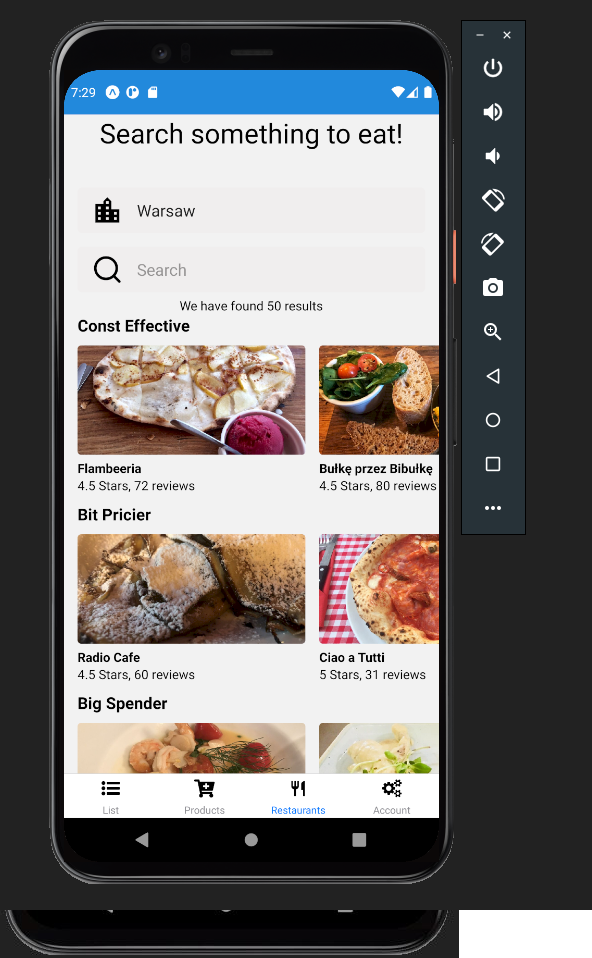 7:29
Search something to eat!
Warsaw
Search
We have found 50 results
Const Effective
Flambeeria
4.5 Stars, 72 reviews
Bułkę przez Bibułkę
4.5 Stars, 80 reviews
Bit Pricier
Radio Cafe
4.5 Stars, 60 reviews
Ciao a Tutti
5 Stars, 31 reviews
Big Spender
List
Products
Restaurants
Account